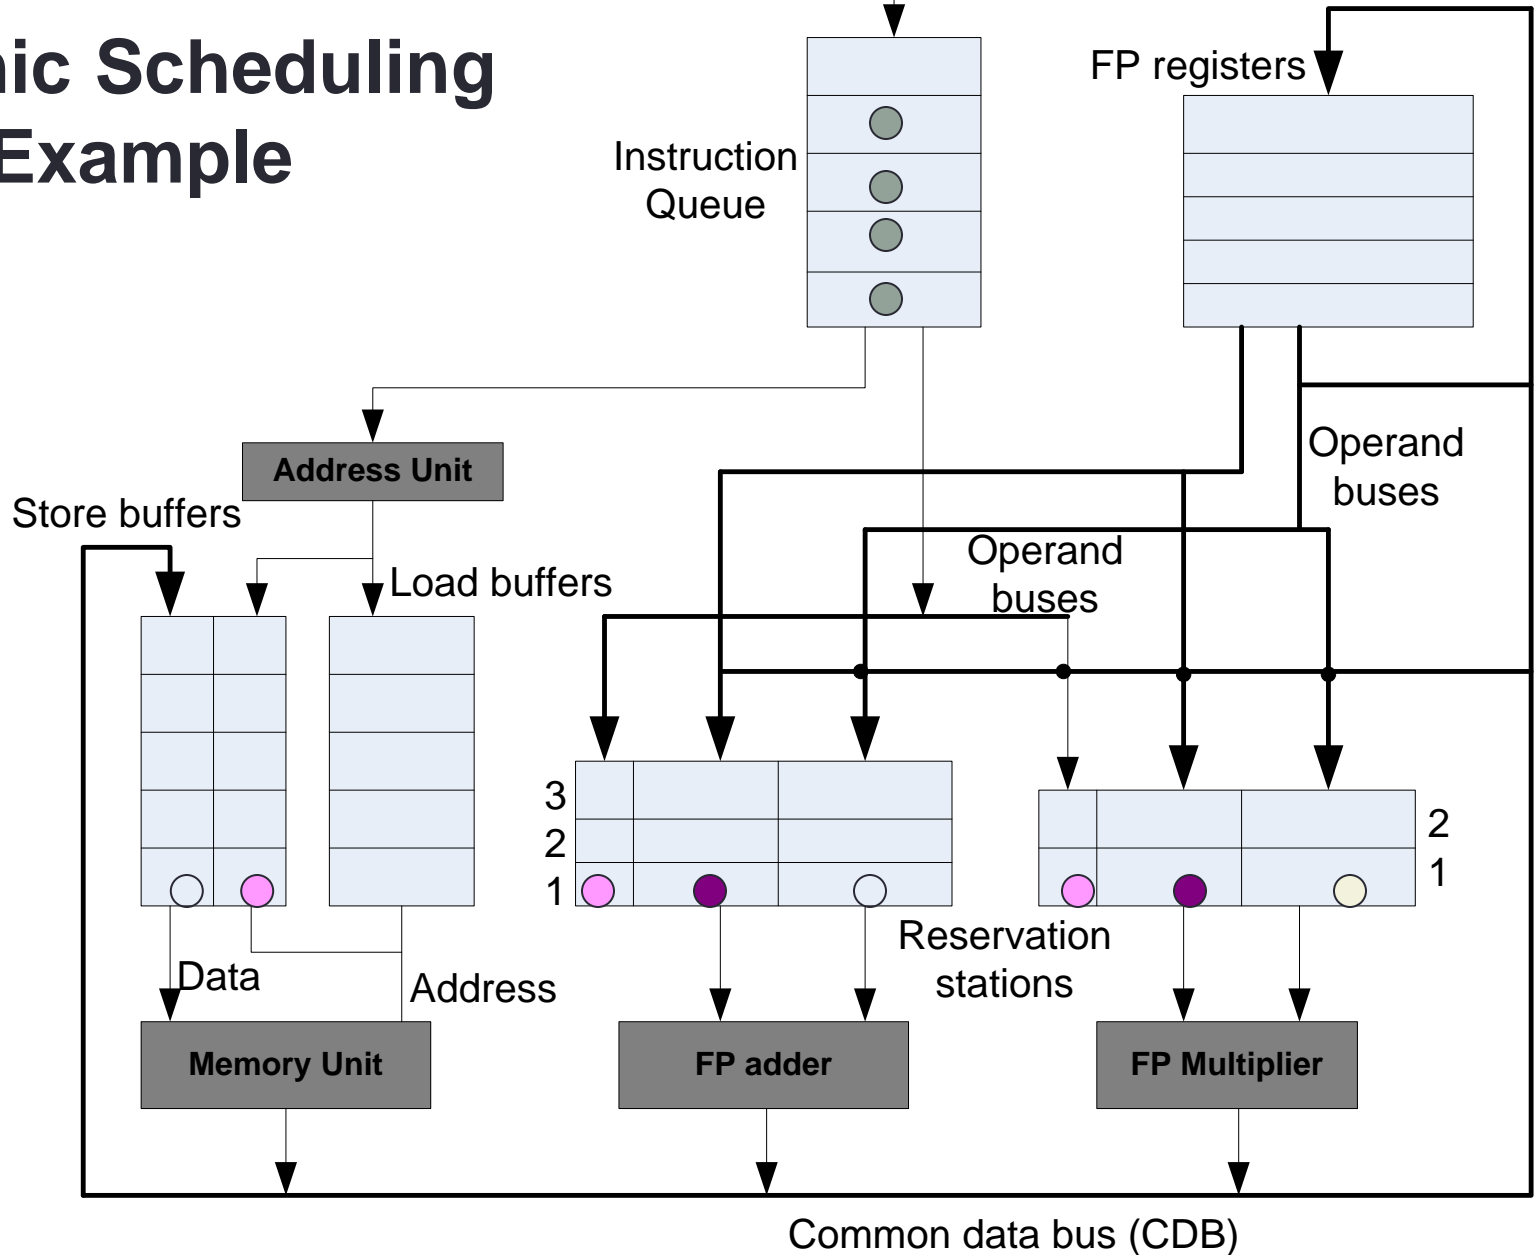 nic Scheduling
Example
FP registers
Instruction
Queue
Operand
buses
Address Unit
Store buffers
Operand
buses
Load buffers
3
2
1
2
1
Reservation
stations
Data
Address
Memory Unit
FP adder
FP Multiplier
Common data bus (CDB)